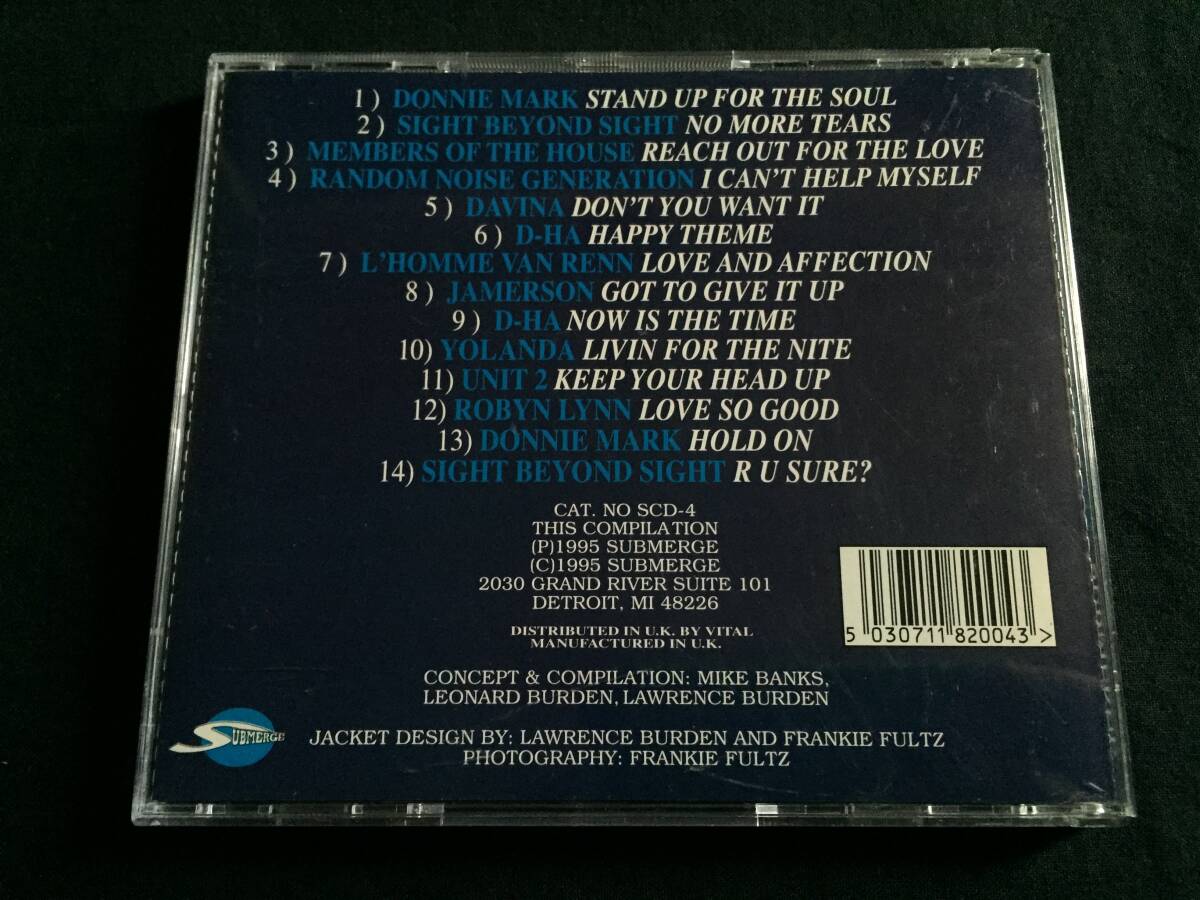 1) DONNIE MARK STAND UP FOR THE SOUL
2) SIGHT BEYOND SIGHT NO MORE TEARS
3) MEMBERS OF THE HOUSE REACH OUT FOR THE LOVE
4) RANDOM NOISE GENERATION I CAN'T HELP MYSELF
5) DAVINA DON'T YOU WANT IT
6) D-HA HAPPY THEME
7) L'HOMME VAN RENN LOVE AND AFFECTION
8) JAMERSON GOT TO GIVE IT UP
9) D-HA NOW IS THE TIME
10) YOLANDA LIVIN FOR THE NITE
11) UNIT 2 KEEP YOUR HEAD UP
12) ROBYN LYNN LOVE SO GOOD
13) DONNIE MARK HOLD ON
14) SIGHT BEYOND SIGHT R U SURE?
CAT. NO SCD-4
THIS COMPILATION
(P)1995 SUBMERGE
(C)1995 SUBMERGE
2030 GRAND RIVER SUITE 101
DETROIT, MI 48226
DISTRIBUTED IN U.K. BY VITAL
MANUFACTURED IN U.K.
5 030711 820043 >
CONCEPT & COMPILATION: MIKE BANKS,
LEONARD BURDEN, LAWRENCE BURDEN
SUBMERGE
JACKET DESIGN BY: LAWRENCE BURDEN AND FRANKIE FULTZ
PHOTOGRAPHY: FRANKIE FULTZ